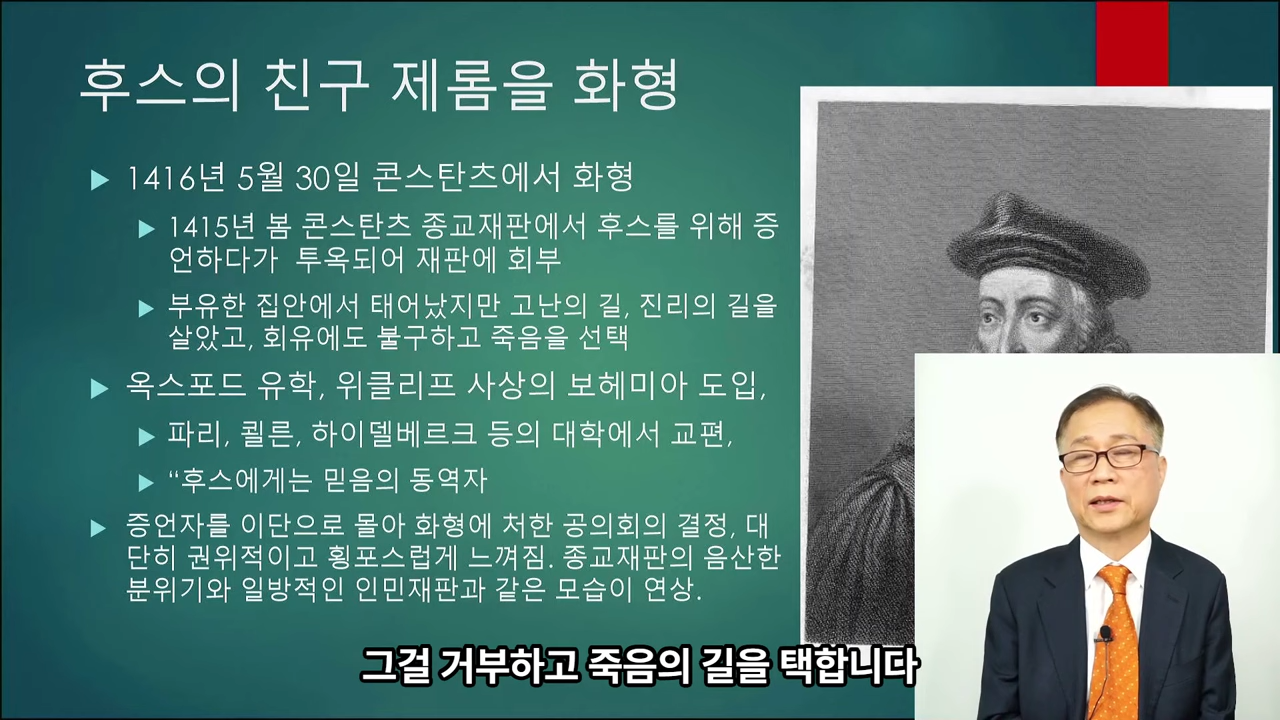 후스의 친구 제롬을 화형
1416년 5월 30일 콘스탄츠에서 화형
1415년 봄 콘스탄츠 종교재판에서 후스를 위해 증
언하다가 투옥되어 재판에 회부
부유한 집안에서 태어났지만 고난의 길, 진리의 길을
살았고, 회유에도 불구하고 죽음을 선택
옥스포드 유학, 위클리프 사상의 보헤미아 도입,
파리, 쾰른, 하이델베르크 등의 대학에서 교편,
“후스에게는 믿음의 동역자
증언자를 이단으로 몰아 화형에 처한 공의회의 결정, 대
단히 권위적이고 횡포스럽게 느껴짐. 종교재판의 음산한
분위기와 일방적인 인민재판과 같은 모습이 연상.
그걸 거부하고 죽음의 길을 택합니다